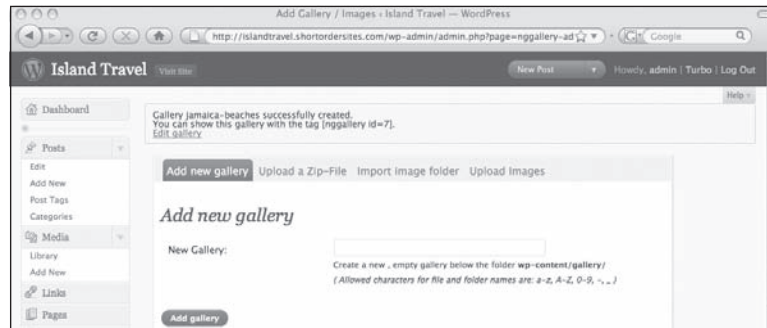 Add Gallery / Images ‹ Island Travel — WordPress
http://islandtravel.shortordersites.com/wp-admin/admin.php?page=nggallery-ad
Google
Island Travel
Visit Site
New Post
Howdy, admin | Turbo | Log Out
Help
Dashboard
Gallery Jamaica-beaches successfully created.
You can show this gallery with the tag [nggallery id=7].
Edit gallery
Posts
Edit
Add New
Post Tags
Categories
Media
Library
Add New
Links
Pages
Add new gallery Upload a Zip-File Import image folder Upload Images
Add new gallery
New Gallery:
Create a new , empty gallery below the folder wp-content/gallery/
( Allowed characters for file and folder names are: a-z, A-Z, 0-9, -, _ )
Add gallery